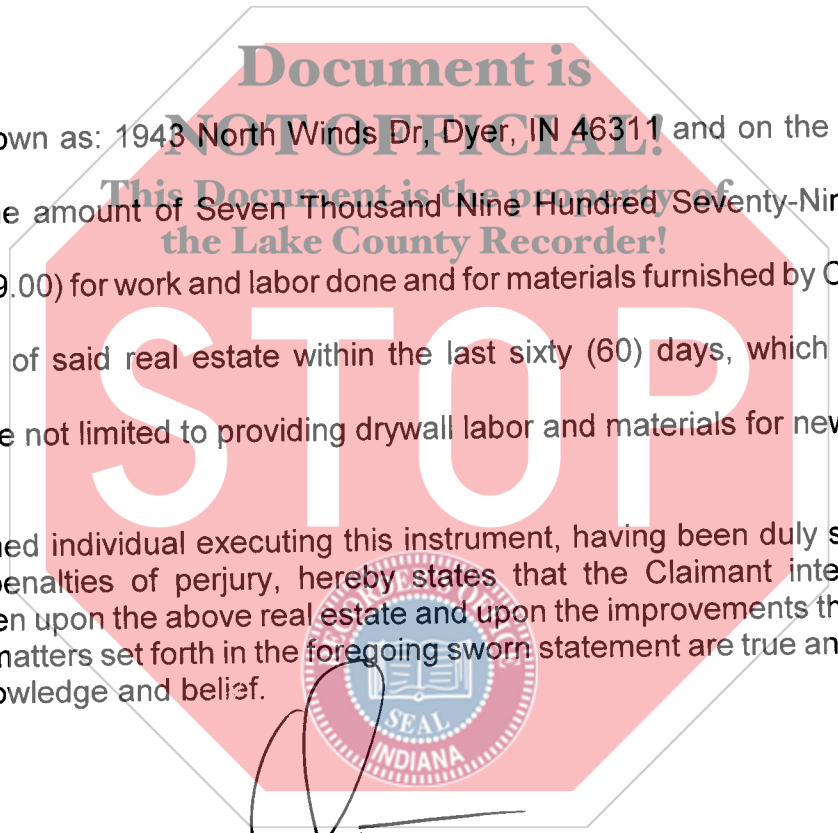 Document is
own as: 1943 North Winds Dr, Dyer, IN 46311 and on the
NOT OFFICIAL!
This Document is the property of
e amount of Seven Thousand Nine Hundred Seventy-Nin
the Lake County Recorder!
9.00) for work and labor done and for materials furnished by C
STOP
of said real estate within the last sixty (60) days, which
e not limited to providing drywall labor and materials for new
ed individual executing this instrument, having been duly s
enalties of perjury, hereby states that the Claimant inte
en upon the above real estate and upon the improvements th
matters set forth in the foregoing sworn statement are true an
owledge and belief.
RECORDER'S OFFICE
SEAL
INDIANA